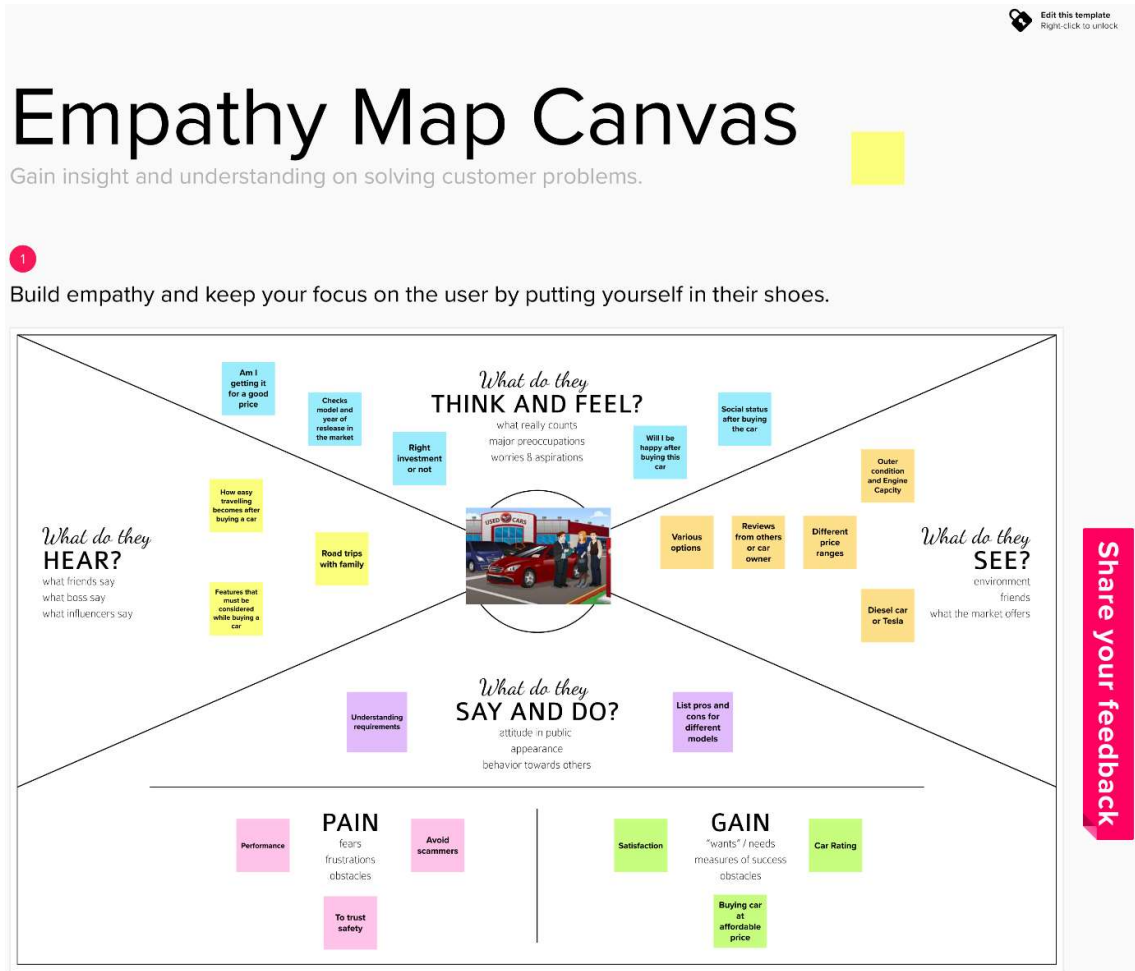 Edit this template
Right-click to unlock
Empathy Map Canvas
Gain insight and understanding on solving customer problems.
1
Build empathy and keep your focus on the user by putting yourself in their shoes.
What do they
THINK AND FEEL?
what really counts
major preoccupations
worries & aspirations
Am I
getting it
for a good
price
Checks
model and
year of
reslease in
the market
Right
investment
or not
Will I be
happy after
buying this
car
Social status
after buying
the car
What do they
HEAR?
what friends say
what boss say
what influencers say
How easy
travelling
becomes after
buying a car
Road trips
with family
Features that
must be
considered
while buying a
car
USED CARS
What do they
SEE?
environment
friends
what the market offers
Outer
condition
and Engine
Capcity
Various
options
Reviews
from others
or car
owner
Different
price
ranges
Diesel car
or Tesla
What do they
SAY AND DO?
attitude in public
appearance
behavior towards others
Understanding
requirements
List pros and
cons for
different
models
PAIN
fears
frustrations
obstacles
Performance
Avoid
scammers
To trust
safety
GAIN
"wants" / needs
measures of success
obstacles
Satisfaction
Car Rating
Buying car
at
affordable
price
Share your feedback